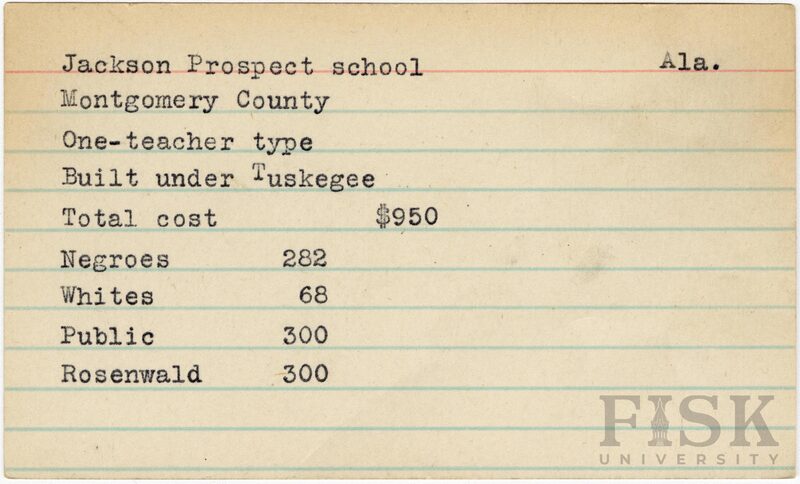 Jackson Prospect school Ala.
Montgomery County
One-teacher type
Built under Tuskegee
Total cost $950
Negroes 282
Whites 68
Public 300
Rosenwald 300
FISK
UNIVERSITY